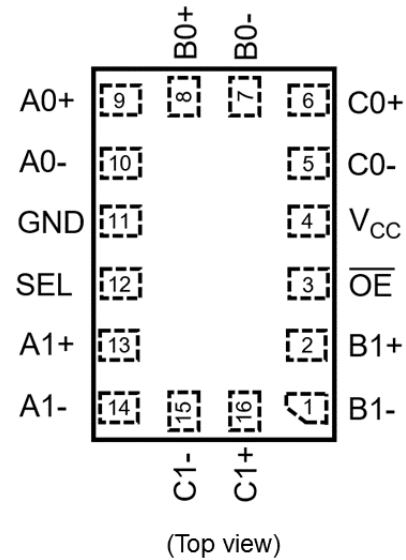 B0+ B0-
A0+ 9 8 7 6 C0+
A0- 10 5 C0-
GND 11 4 VCC
SEL 12 3 O̅E̅
A1+ 13 2 B1+
A1- 14 15 16 1 B1-
C1- C1+
(Top view)